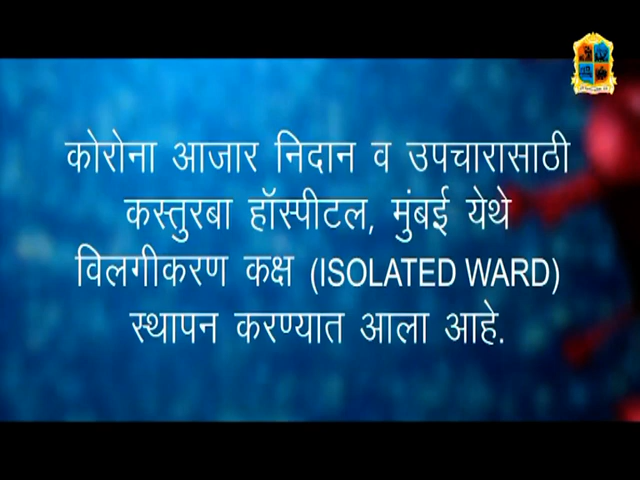 कोरोना आजार निदान व उपचारासाठी
कस्तुरबा हॉस्पीटल, मुंबई येथे
विलगीकरण कक्ष (ISOLATED WARD)
स्थापन करण्यात आला आहे.